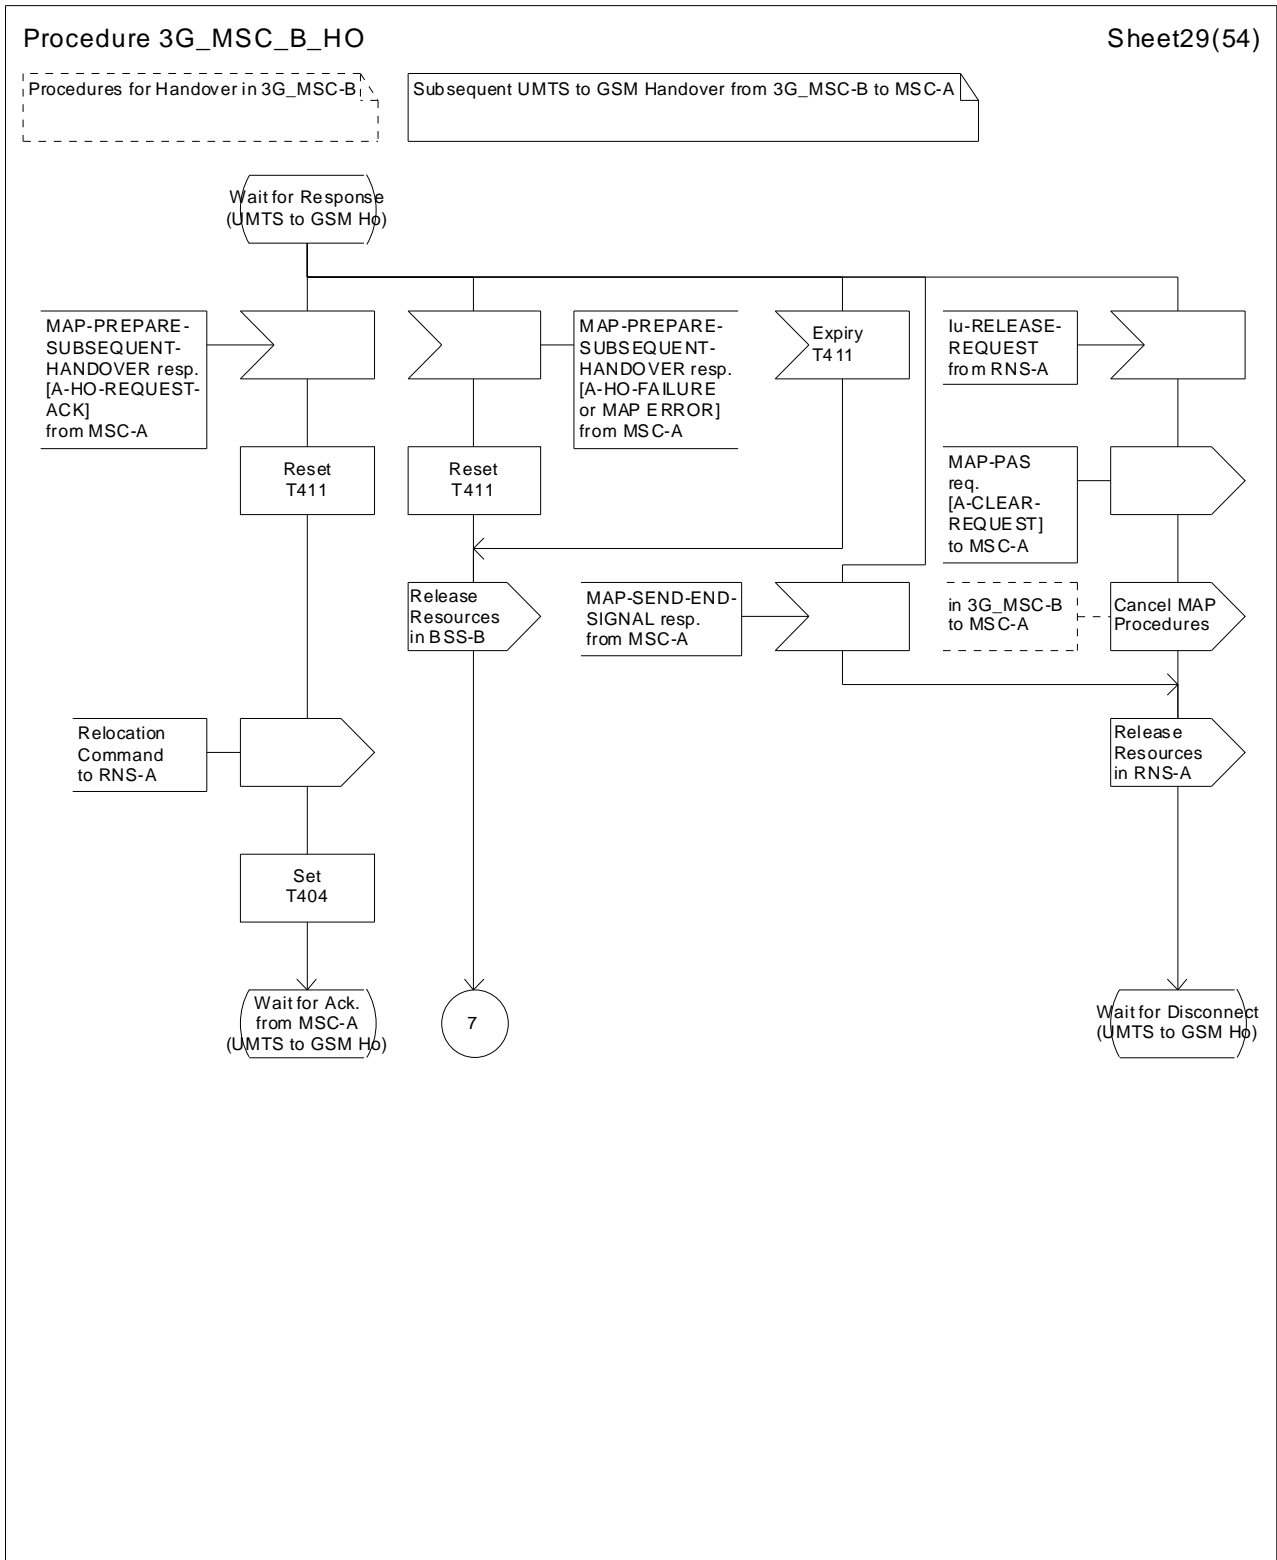 Procedure 3G_MSC_B_HO
Sheet29(54)
Procedures for Handover in 3G_MSC-B
Subsequent UMTS to GSM Handover from 3G_MSC-B to MSC-A
Wait for Response
(UMTS to GSM Ho)
MAP-PREPARE-
SUBSEQUENT-
HANDOVER resp.
[A-HO-REQUEST-
ACK]
from MSC-A
MAP-PREPARE-
SUBSEQUENT-
HANDOVER resp.
[A-HO-FAILURE
or MAP ERROR]
from MSC-A
Expiry
T411
Iu-RELEASE-
REQUEST
from RNS-A
Reset
T411
Reset
T411
MAP-PAS
req.
[A-CLEAR-
REQUEST]
to MSC-A
Release
Resources
in BSS-B
MAP-SEND-END-
SIGNAL resp.
from MSC-A
in 3G_MSC-B
to MSC-A
Cancel MAP
Procedures
Relocation
Command
to RNS-A
Release
Resources
in RNS-A
Set
T404
Wait for Ack.
from MSC-A
(UMTS to GSM Ho)
7
Wait for Disconnect
(UMTS to GSM Ho)